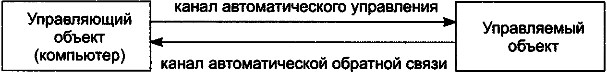 канал автоматического управления
Управляющий
объект
(компьютер)
Управляемый
объект
канал автоматической обратной связи